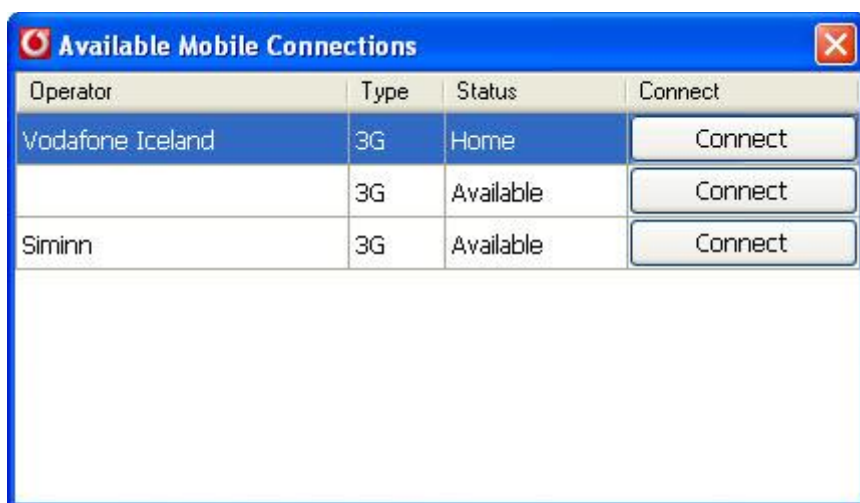 Available Mobile Connections
Operator Type Status Connect
Vodafone Iceland 3G Home Connect
3G Available Connect
Siminn 3G Available Connect